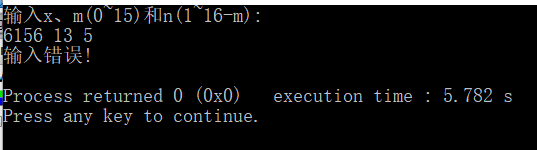 输入x、m(0~15)和n(1~16-m):
6156 13 5
输入错误!
Process returned 0 (0x0)   execution time : 5.782 s
Press any key to continue.